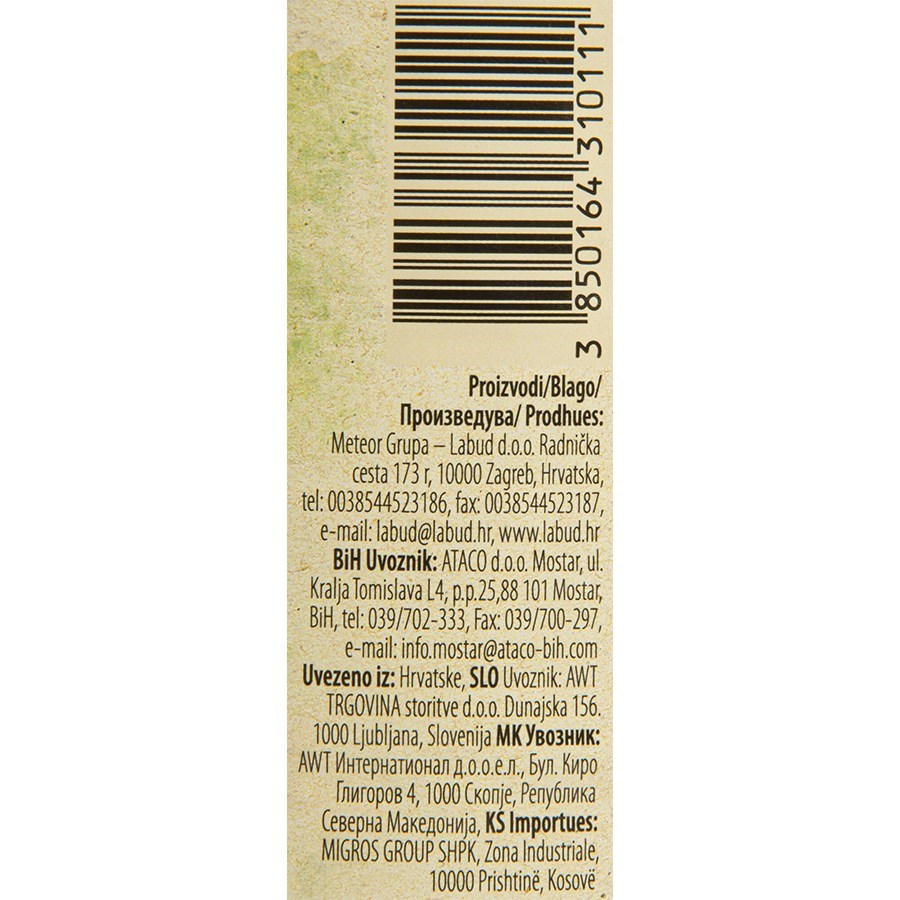 3 850164 310111
Proizvodi/Blago/
Произведува/ Prodhues:
Meteor Grupa – Labud d.o.o. Radnička
cesta 173 r, 10000 Zagreb, Hrvatska,
tel: 0038544523186, fax: 0038544523187,
e-mail: labud@labud.hr, www.labud.hr
BiH Uvoznik: ATACO d.o.o. Mostar, ul.
Kralja Tomislava L4, p.p.25,88 101 Mostar,
BiH, tel: 039/702-333, Fax: 039/700-297,
e-mail: info.mostar@ataco-bih.com
Uvezeno iz: Hrvatske, SLO Uvoznik: AWT
TRGOVINA storitve d.o.o. Dunajska 156.
1000 Ljubljana, Slovenija МК Увозник:
AWT Интернатионал д.о.о.е.л., Бул. Киро
Глигоров 4, 1000 Скопје, Република
Северна Македонија, KS Importues:
MIGROS GROUP SHPK, Zona Industriale,
10000 Prishtinë, Kosovë